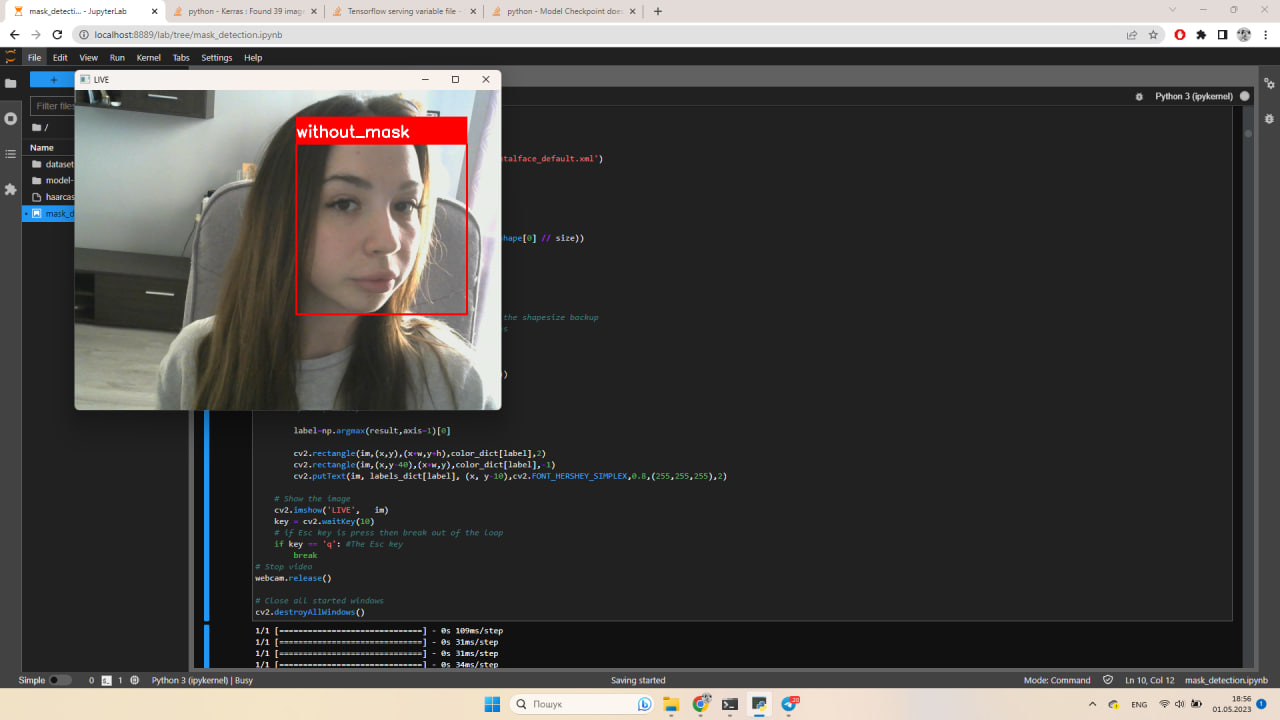 mask_detecti... - JupyterLab
python - Kerras : Found 39 image
Tensorflow serving variable file -
python - Model Checkpoint does
localhost:8889/lab/tree/mask_detection.ipynb
File Edit View Run Kernel Tabs Settings Help
LIVE
Filter files
Python 3 (ipykernel)
/
without_mask
Name
dataset
talface_default.xml')
model-
haarcas
mask_d
shape[0] // size))
the shapesize backup
label=np.argmax(result,axis=1)[0]
cv2.rectangle(im,(x,y),(x+w,y+h),color_dict[label],2)
cv2.rectangle(im,(x,y-40),(x+w,y),color_dict[label],-1)
cv2.putText(im, labels_dict[label], (x, y-10),cv2.FONT_HERSHEY_SIMPLEX,0.8,(255,255,255),2)
# Show the image
cv2.imshow('LIVE', im)
key = cv2.waitKey(10)
# if Esc key is press then break out of the loop
if key == 'q': #The Esc key
break
# Stop video
webcam.release()
# Close all started windows
cv2.destroyAllWindows()
1/1 [==============================] - 0s 109ms/step
1/1 [==============================] - 0s 31ms/step
1/1 [==============================] - 0s 31ms/step
1/1 [==============================] - 0s 34ms/step
Simple 0 1 Python 3 (ipykernel) | Busy Saving started Mode: Command Ln 10, Col 12 mask_detection.ipynb
Пошук
ENG
18:56
01.05.2023